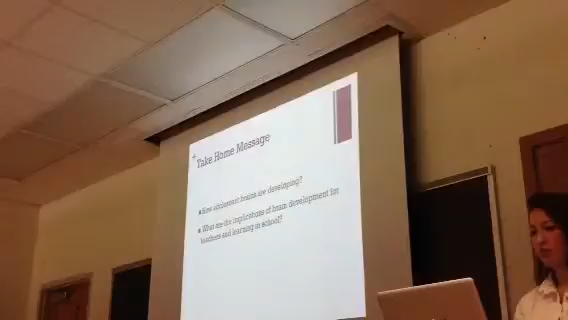 +
Take Home Message
▪ How adolescent brains are developing?
▪ What are the implications of brain development for
teachers and learning in school?